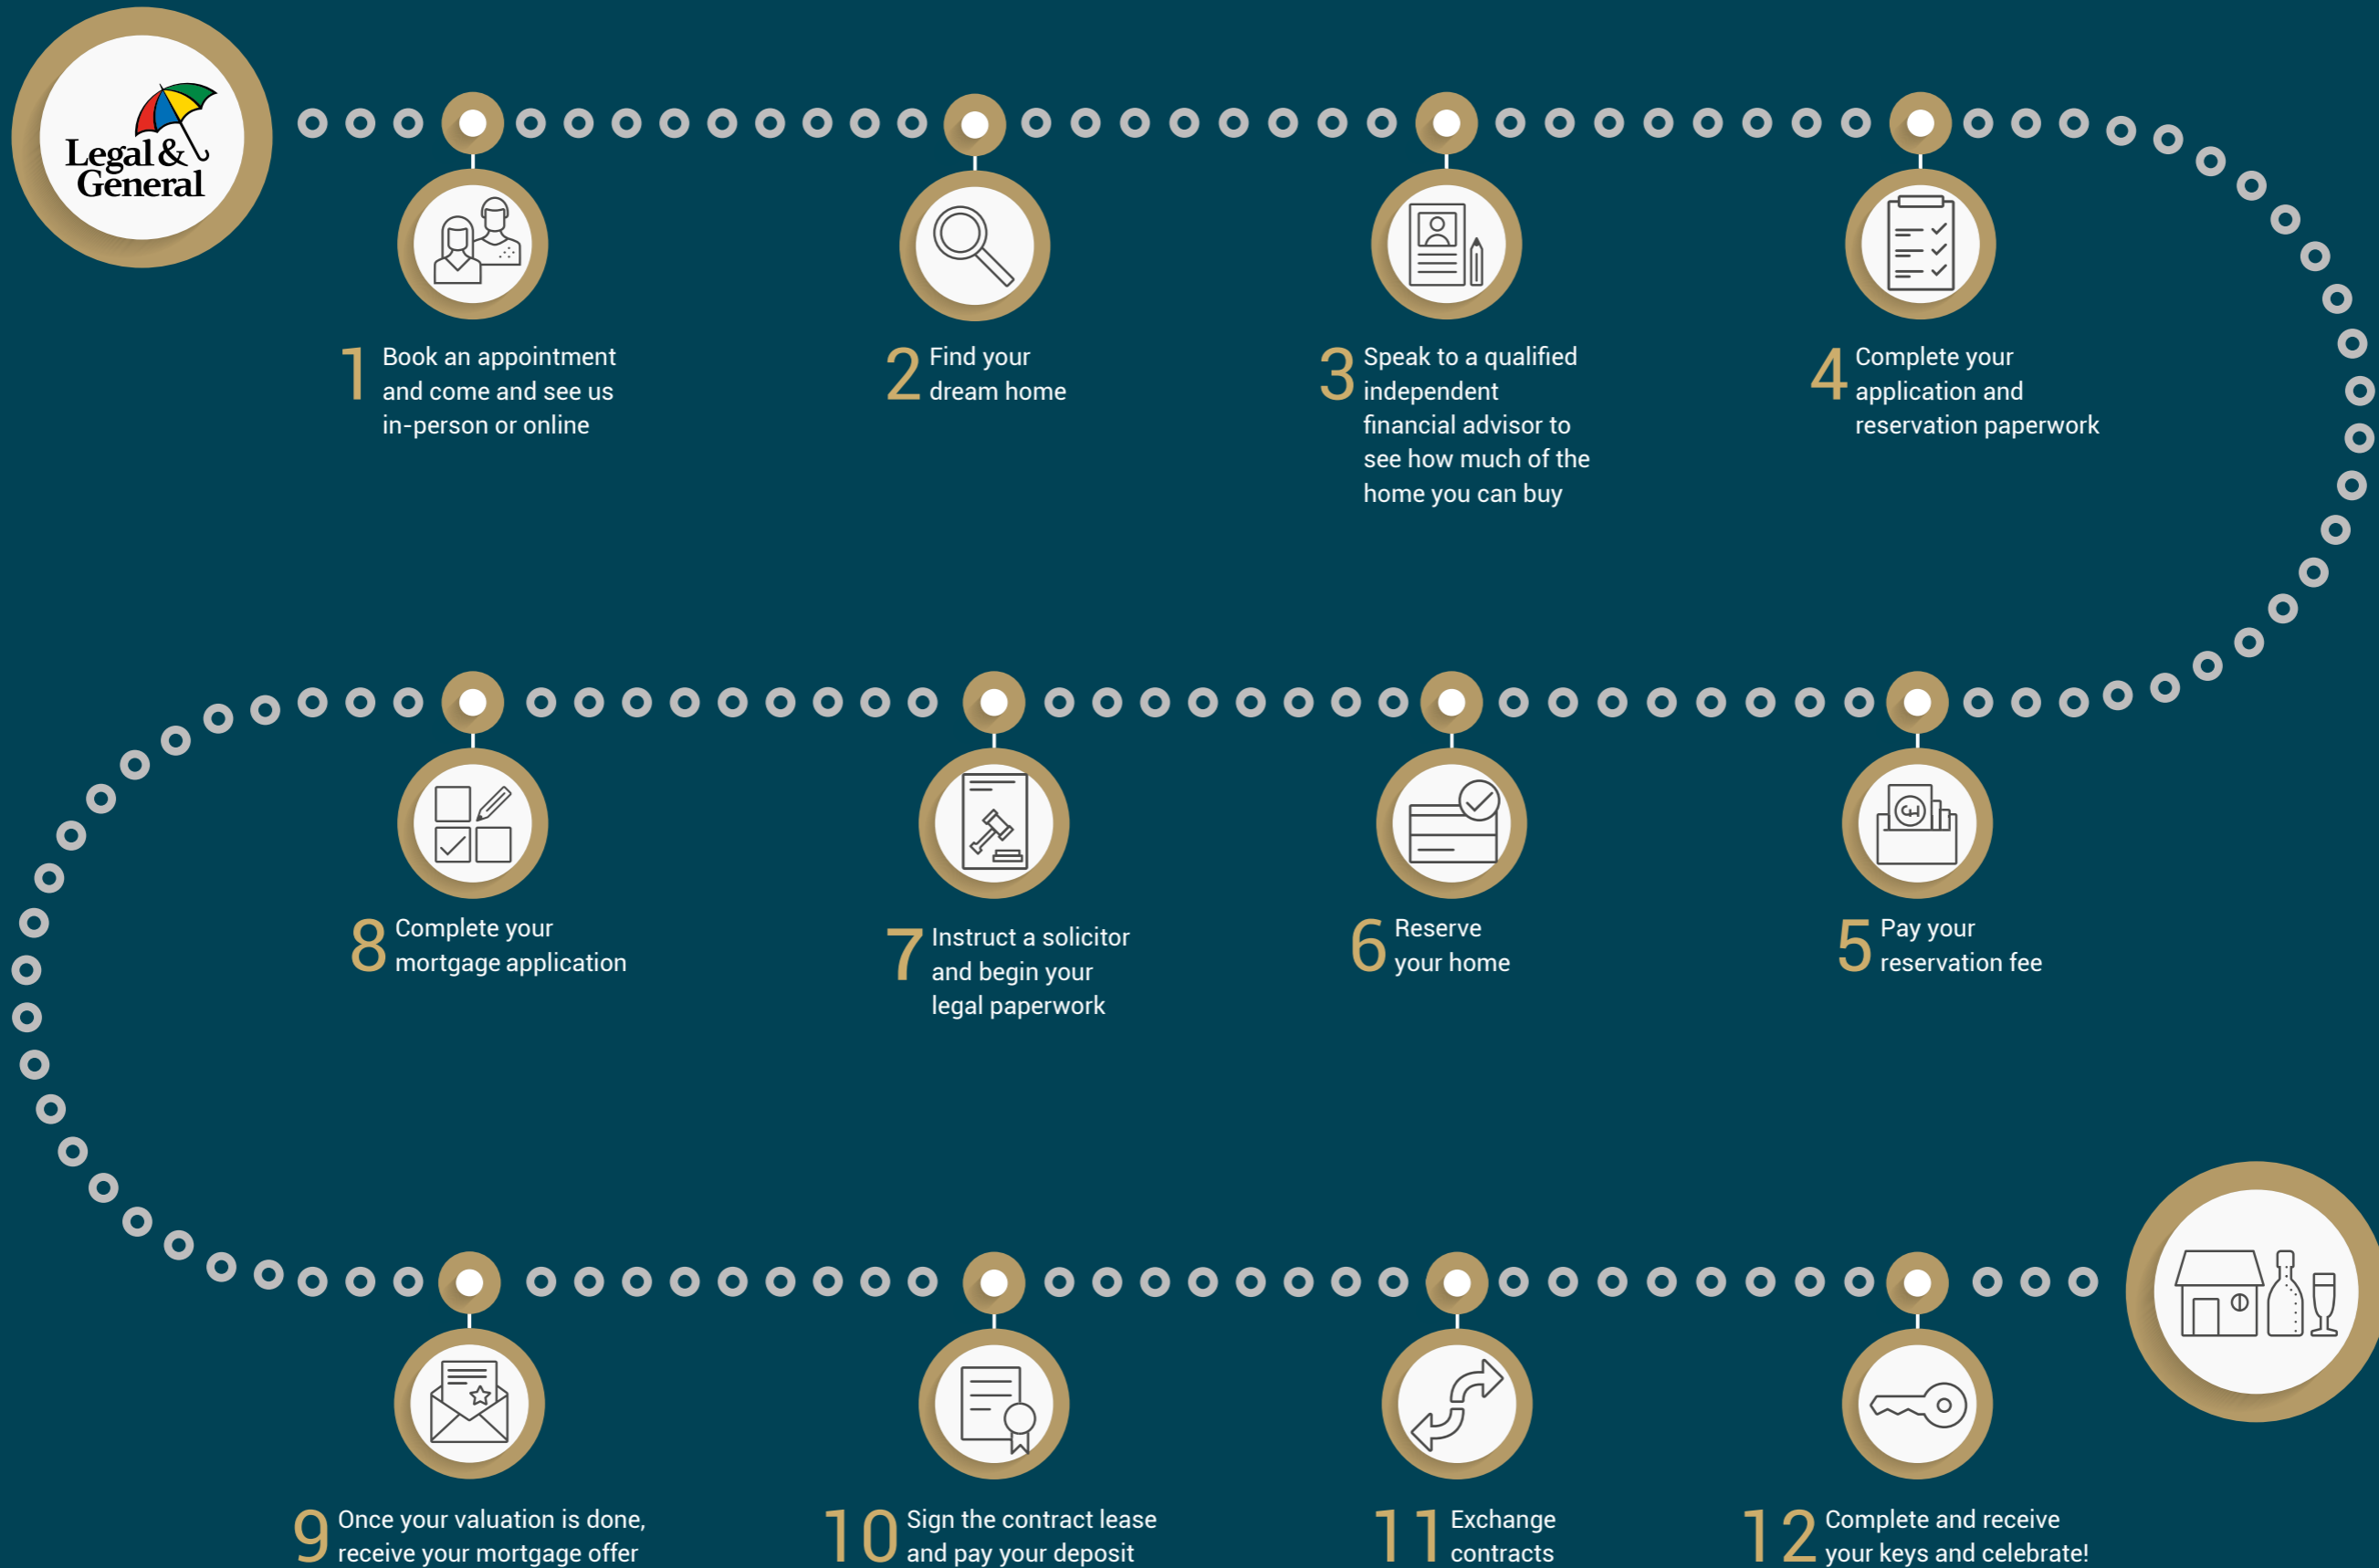 Legal &
General
1 Book an appointment
and come and see us
in-person or online
2 Find your
dream home
3 Speak to a qualified
independent
financial advisor to
see how much of the
home you can buy
4 Complete your
application and
reservation paperwork
5 Pay your
reservation fee
6 Reserve
your home
7 Instruct a solicitor
and begin your
legal paperwork
8 Complete your
mortgage application
9 Once your valuation is done,
receive your mortgage offer
10 Sign the contract lease
and pay your deposit
11 Exchange
contracts
12 Complete and receive
your keys and celebrate!